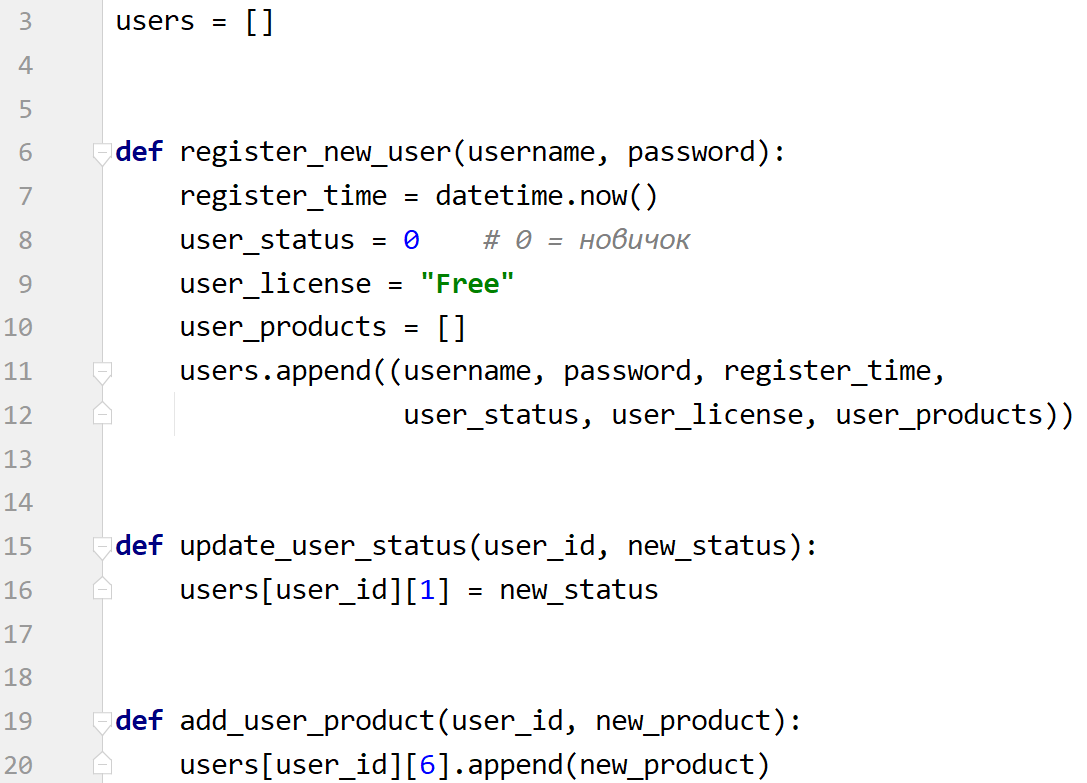 3 users = []
4
5
6 def register_new_user(username, password):
7     register_time = datetime.now()
8     user_status = 0    # 0 = новичок
9     user_license = "Free"
10     user_products = []
11     users.append((username, password, register_time,
12                   user_status, user_license, user_products))
13
14
15 def update_user_status(user_id, new_status):
16     users[user_id][1] = new_status
17
18
19 def add_user_product(user_id, new_product):
20     users[user_id][6].append(new_product)